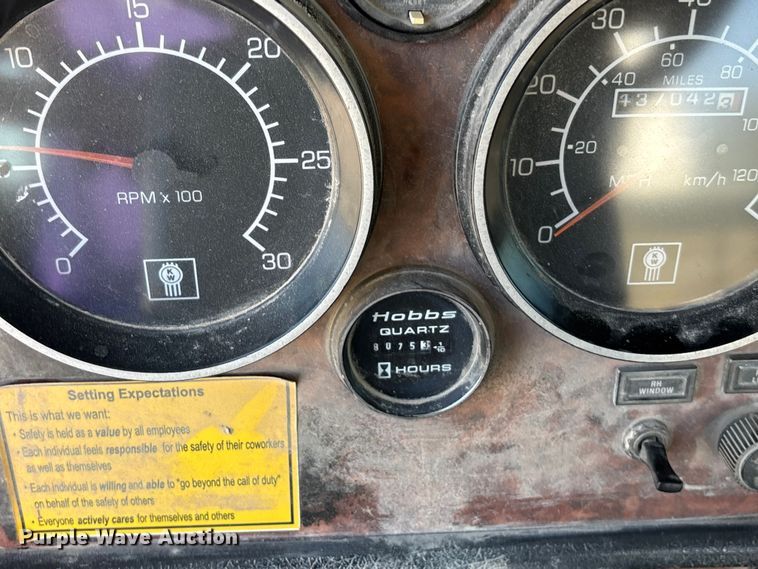 10
15
20
25
30
0
RPM x 100
KW
0
10
20
30
40
20
40
60
80
120
MILES
MPH
km/h
KW
Hobbs
QUARTZ
1/10
HOURS
RH
WINDOW
Setting Expectations
This is what we want:
• Safety is held as a value by all employees
• Each individual feels responsible for the safety of their coworkers
as well as themselves
• Each individual is willing and able to "go beyond the call of duty"
on behalf of the safety of others
• Everyone actively cares for themselves and others
Purple Wave Auction